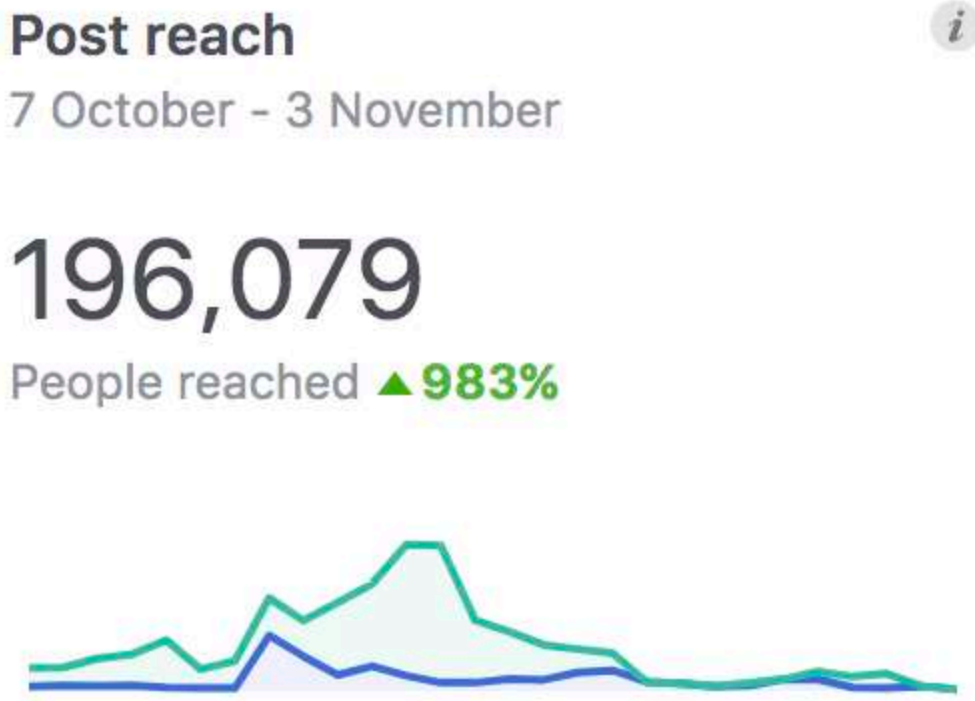 Post reach
i
7 October - 3 November
196,079
People reached ▲983%